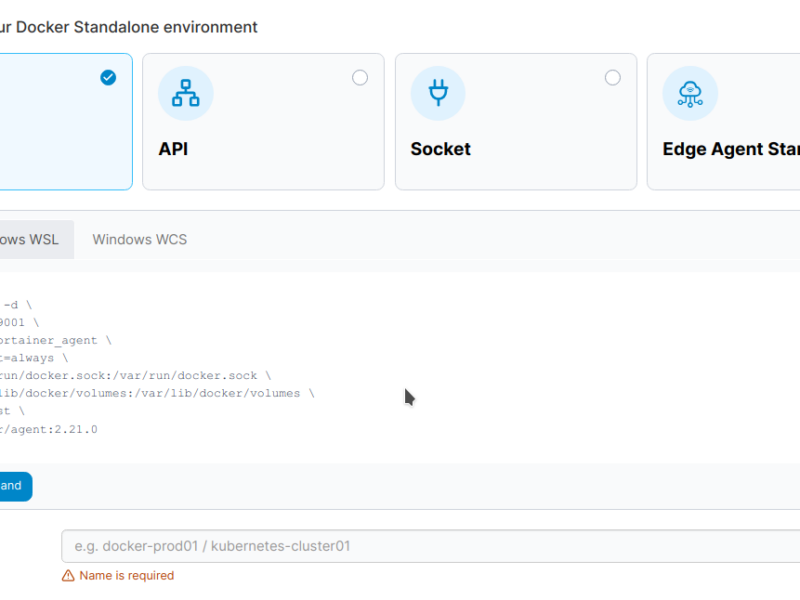 ur Docker Standalone environment
API
Socket
Edge Agent Stan
ows WSL
Windows WCS
-d \
9001 \
ortainer_agent \
t=always \
run/docker.sock:/var/run/docker.sock \
lib/docker/volumes:/var/lib/docker/volumes \
st \
r/agent:2.21.0
and
e.g. docker-prod01 / kubernetes-cluster01
Name is required